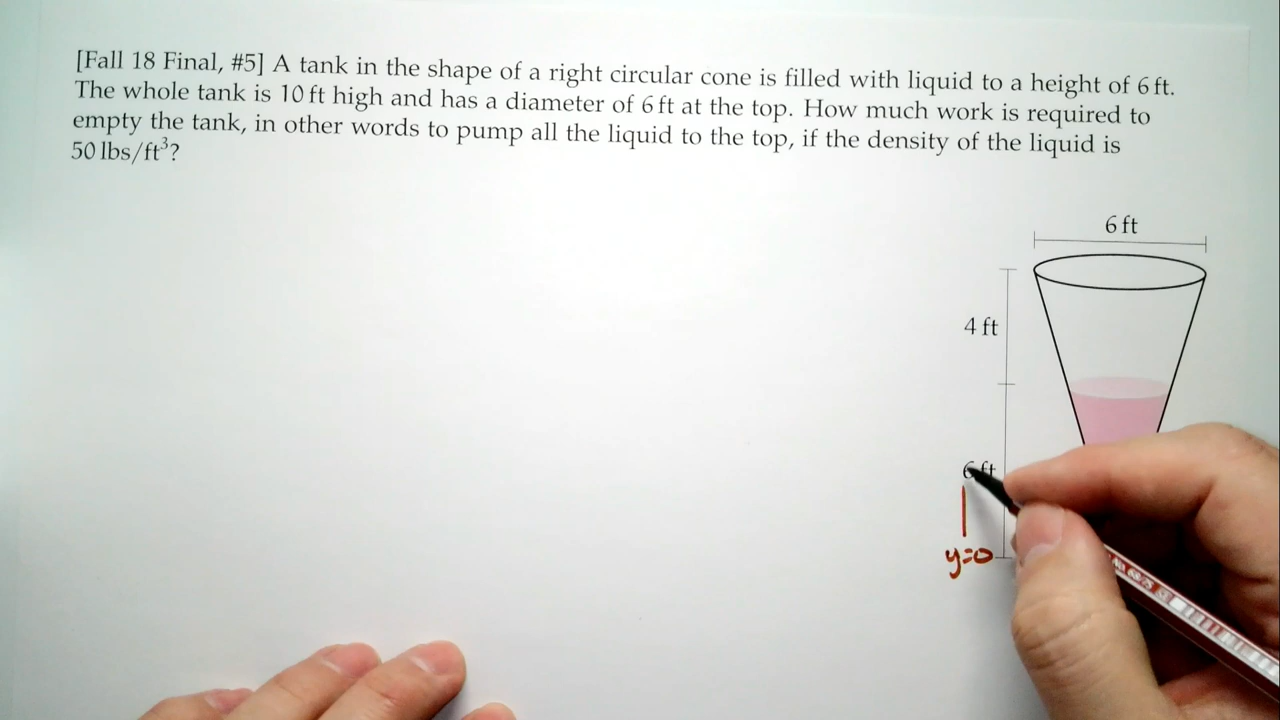 [Fall 18 Final, #5] A tank in the shape of a right circular cone is filled with liquid to a height of 6 ft.
The whole tank is 10 ft high and has a diameter of 6 ft at the top. How much work is required to
empty the tank, in other words to pump all the liquid to the top, if the density of the liquid is
50 lbs/ft³?
6 ft
4 ft
6 ft
y=0